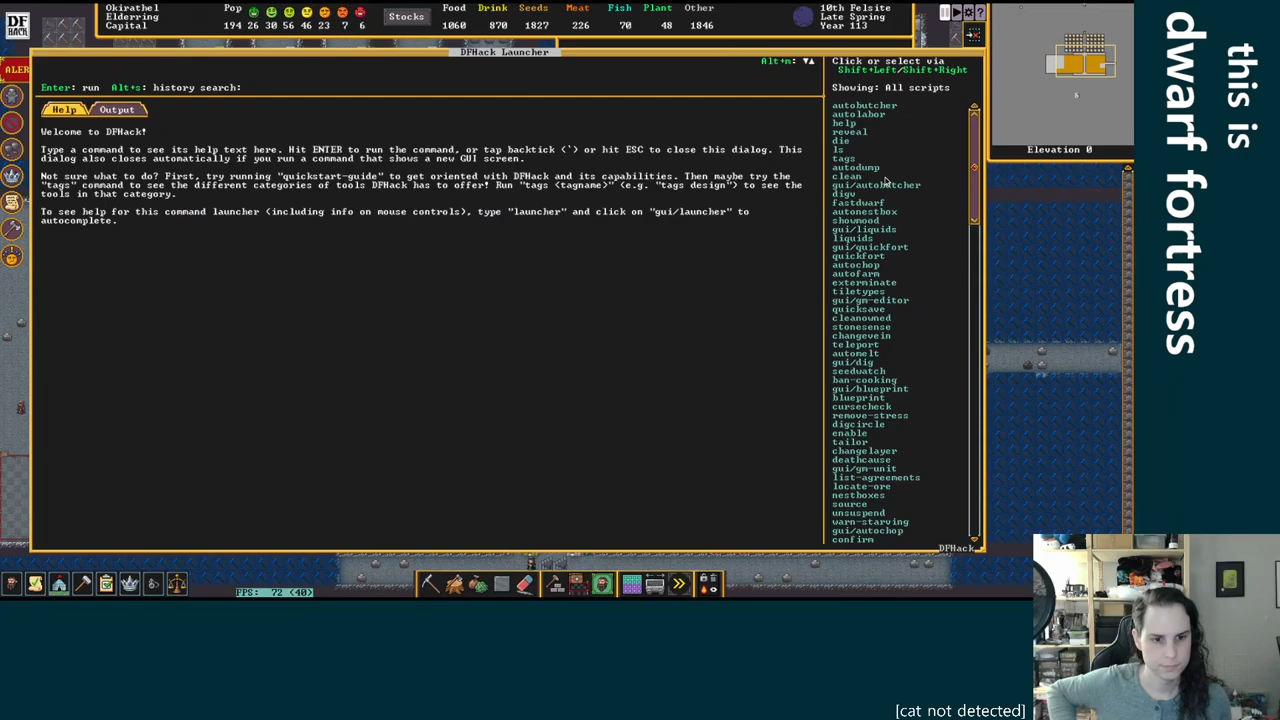 DF
HACK
Okirathel
Elderring
Capital
Pop
194 26 30 56 46 23 7 6
Stocks
Food Drink Seeds Meat Fish Plant Other
1060 870 1827 226 70 48 1846
10th Felsite
Late Spring
Year 113
ALER
DFHack Launcher
Alt+m:
Enter: run Alt+s: history search:
Help Output
Welcome to DFHack!
Type a command to see its help text here. Hit ENTER to run the command, or tap backtick (`) or hit ESC to close this dialog. This
dialog also closes automatically if you run a command that shows a new GUI screen.
Not sure what to do? First, try running "quickstart-guide" to get oriented with DFHack and its capabilities. Then maybe try the
"tags" command to see the different categories of tools DFHack has to offer! Run "tags <tagname>" (e.g. "tags design") to see the
tools in that category.
To see help for this command launcher (including info on mouse controls), type "launcher" and click on "gui/launcher" to
autocomplete.
Click or select via
Shift+Left/Shift+Right
Showing: All scripts
autobutcher
autolabor
help
reveal
die
ls
tags
autodump
clean
gui/autobutcher
digv
fastdwarf
autonestbox
showmood
gui/liquids
liquids
gui/quickfort
quickfort
autochop
autofarm
exterminate
tiletypes
gui/gm-editor
quicksave
cleanowned
stonesense
changevein
teleport
automelt
gui/dig
seedwatch
ban-cooking
gui/blueprint
blueprint
cursecheck
remove-stress
digcircle
enable
tailor
changelayer
deathcause
gui/gm-unit
list-agreements
locate-ore
nestboxes
source
unsuspend
warn-starving
gui/autochop
confirm
DFHack
Elevation 0
FPS: 72 (40)
this is
dwarf fortress
[cat not detected]